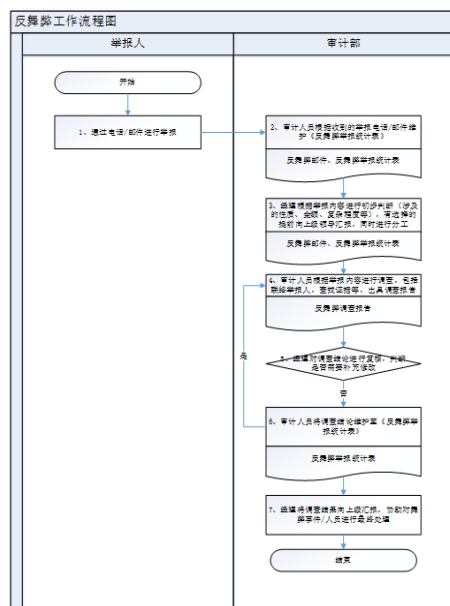 反舞弊工作流程图
举报人
审计部
开始
1、通过电话/邮件进行举报
2、审计人员根据收到的举报电话/邮件维
护（反舞弊举报统计表）
反舞弊邮件、反舞弊举报统计表
3、经理根据举报内容进行初步判断（涉及
的性质、金额、复杂程度等），有选择的
提前向上级领导汇报，同时进行分工
反舞弊邮件、反舞弊举报统计表
4、审计人员根据举报内容进行调查，包括
联络举报人，查找证据等，出具调查报告
反舞弊调查报告
5、经理对调查结论进行复核，判断
是否需要补充修改
是
否
6、审计人员将调查结论维护至（反舞弊举
报统计表）
反舞弊举报统计表
7、经理将调查结果向上级汇报，协助对舞
弊事件/人员进行最终处理
结束